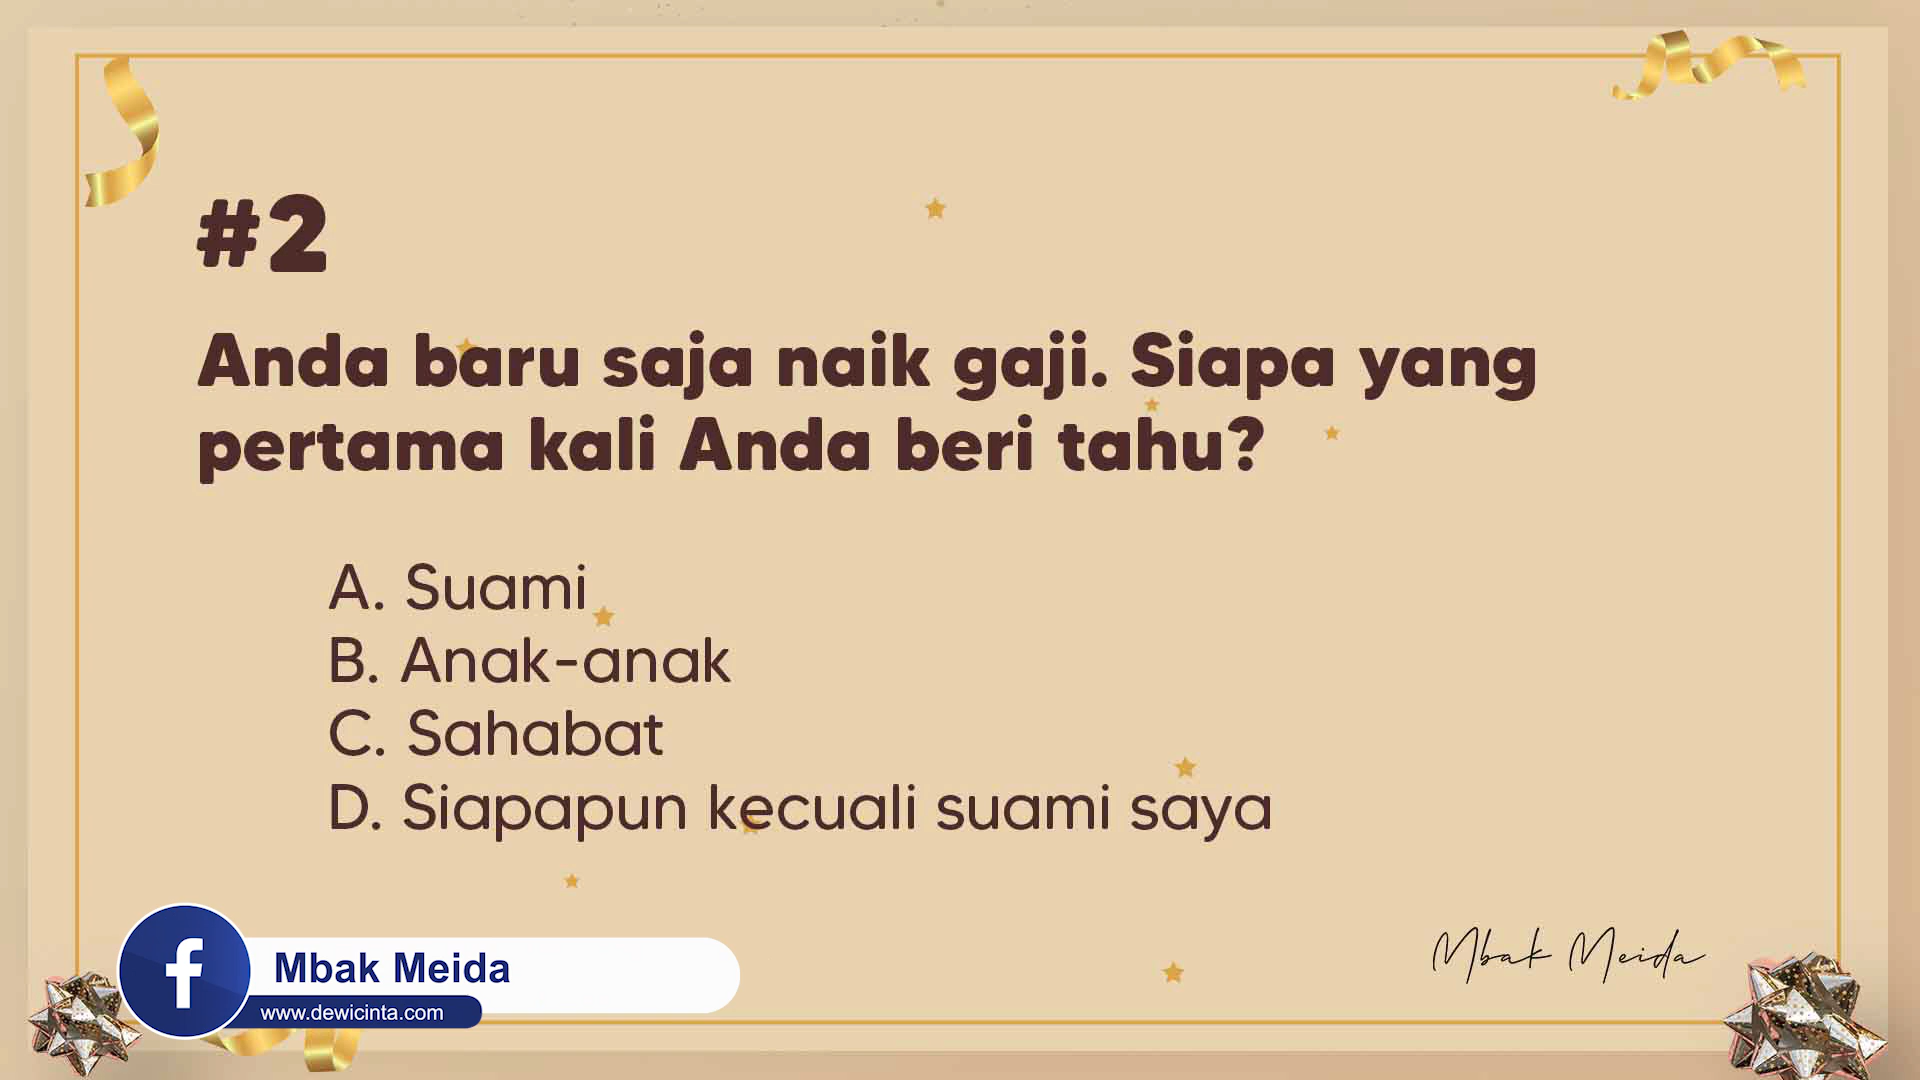 #2
Anda baru saja naik gaji. Siapa yang
pertama kali Anda beri tahu?
A. Suami
B. Anak-anak
C. Sahabat
D. Siapapun kecuali suami saya
Mbak Meida
f
Mbak Meida
www.dewicinta.com